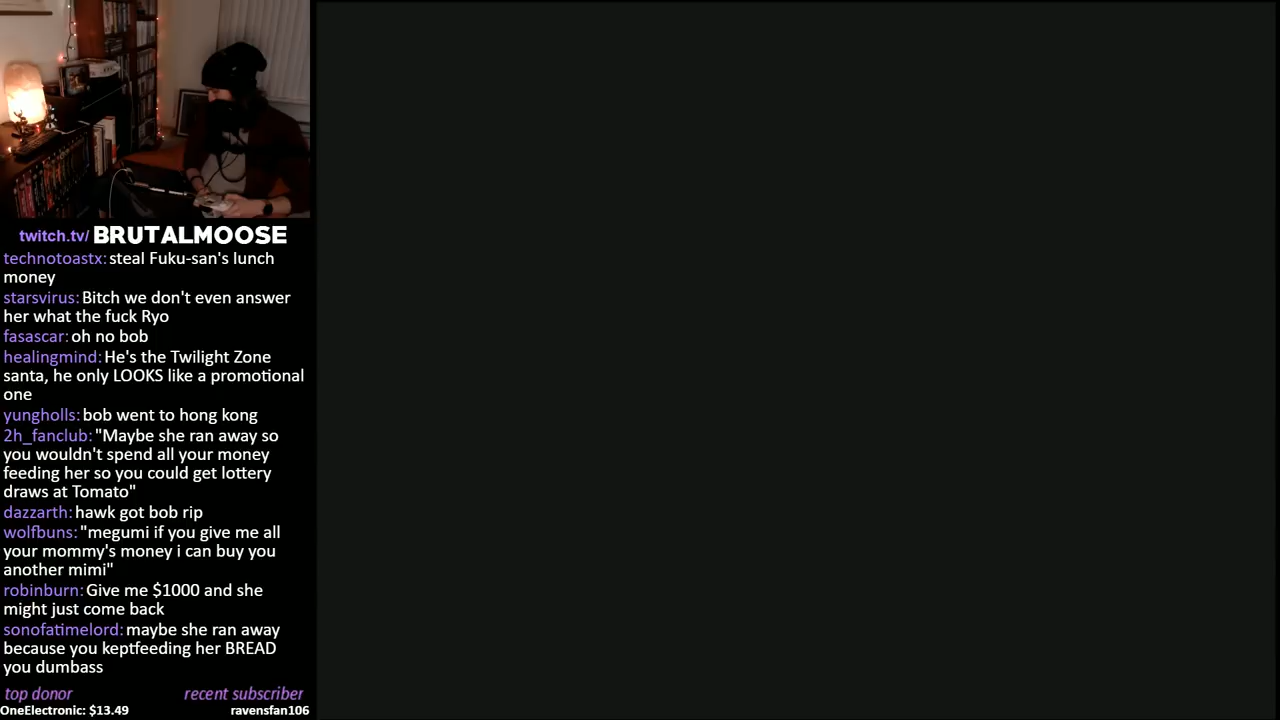 twitch.tv/ BRUTALMOOSE
technotoastx: steal Fuku-san's lunch
money
starsvirus: Bitch we don't even answer
her what the fuck Ryo
fasascar: oh no bob
healingmind: He's the Twilight Zone
santa, he only LOOKS like a promotional
one
yungholls: bob went to hong kong
2h_fanclub: "Maybe she ran away so
you wouldn't spend all your money
feeding her so you could get lottery
draws at Tomato"
dazzarth: hawk got bob rip
wolfbuns: "megumi if you give me all
your mommy's money i can buy you
another mimi"
robinburn: Give me $1000 and she
might just come back
sonofatimelord: maybe she ran away
because you keptfeeding her BREAD
you dumbass
top donor recent subscriber
OneElectronic: $13.49 ravensfan106